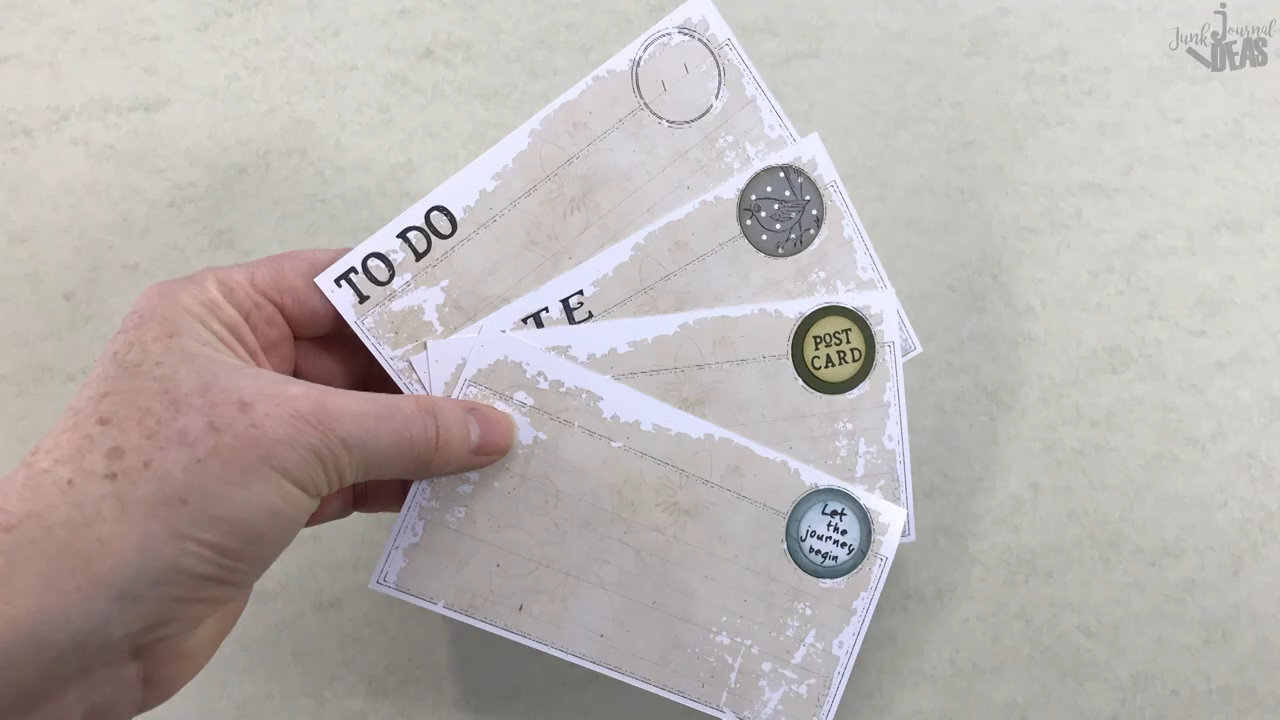 Junk Journal
IDEAS
TO DO
TE
POST
CARD
Let
the
journey
begin